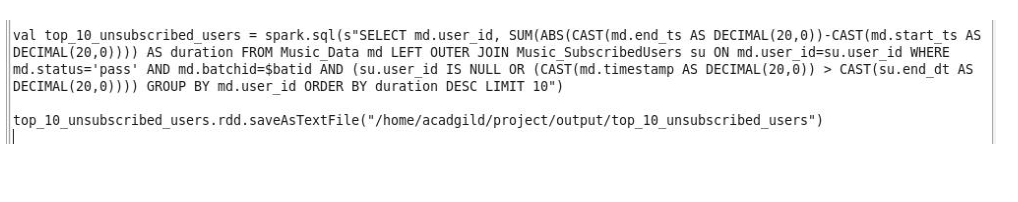 val top_10_unsubscribed_users = spark.sql(s"SELECT md.user_id, SUM(ABS(CAST(md.end_ts AS DECIMAL(20,0))-CAST(md.start_ts AS
DECIMAL(20,0)))) AS duration FROM Music_Data md LEFT OUTER JOIN Music_SubscribedUsers su ON md.user_id=su.user_id WHERE
md.status='pass' AND md.batchid=$batid AND (su.user_id IS NULL OR (CAST(md.timestamp AS DECIMAL(20,0)) > CAST(su.end_dt AS
DECIMAL(20,0)))) GROUP BY md.user_id ORDER BY duration DESC LIMIT 10")
top_10_unsubscribed_users.rdd.saveAsTextFile("/home/acadgild/project/output/top_10_unsubscribed_users")